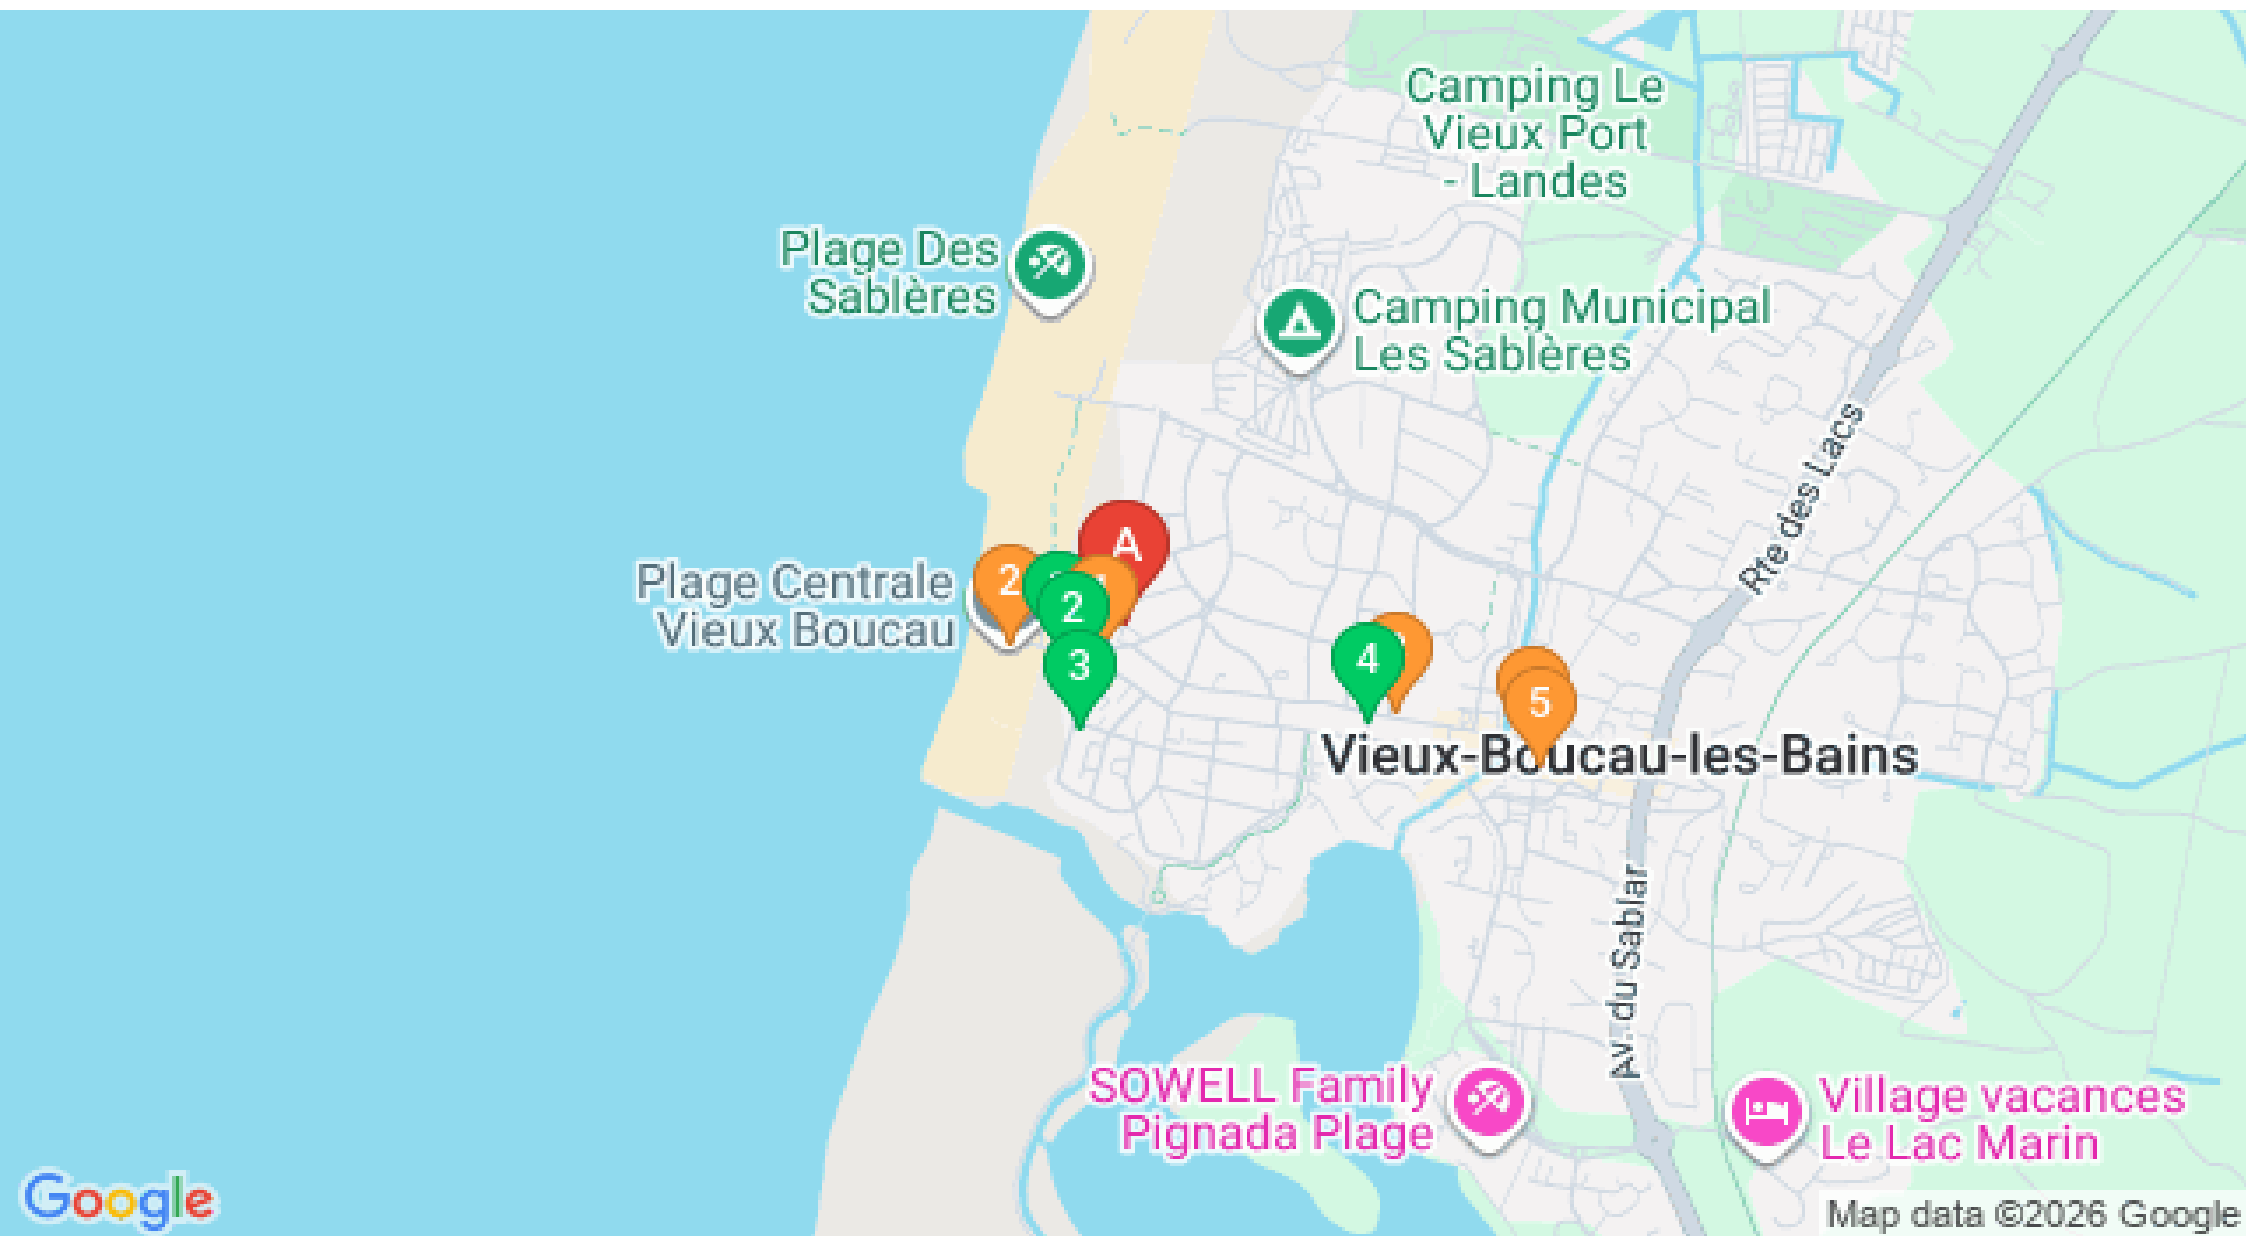 Camping Le
Vieux Port
- Landes
Plage Des
Sablères
Camping Municipal
Les Sablères
Rte des Lacs
A
2
2
Plage Centrale
Vieux Boucau
3
4
5
Vieux-Boucau-les-Bains
Av. du Sablar
SOWELL Family
Pignada Plage
Village vacances
Le Lac Marin
Google
Map data ©2026 Google